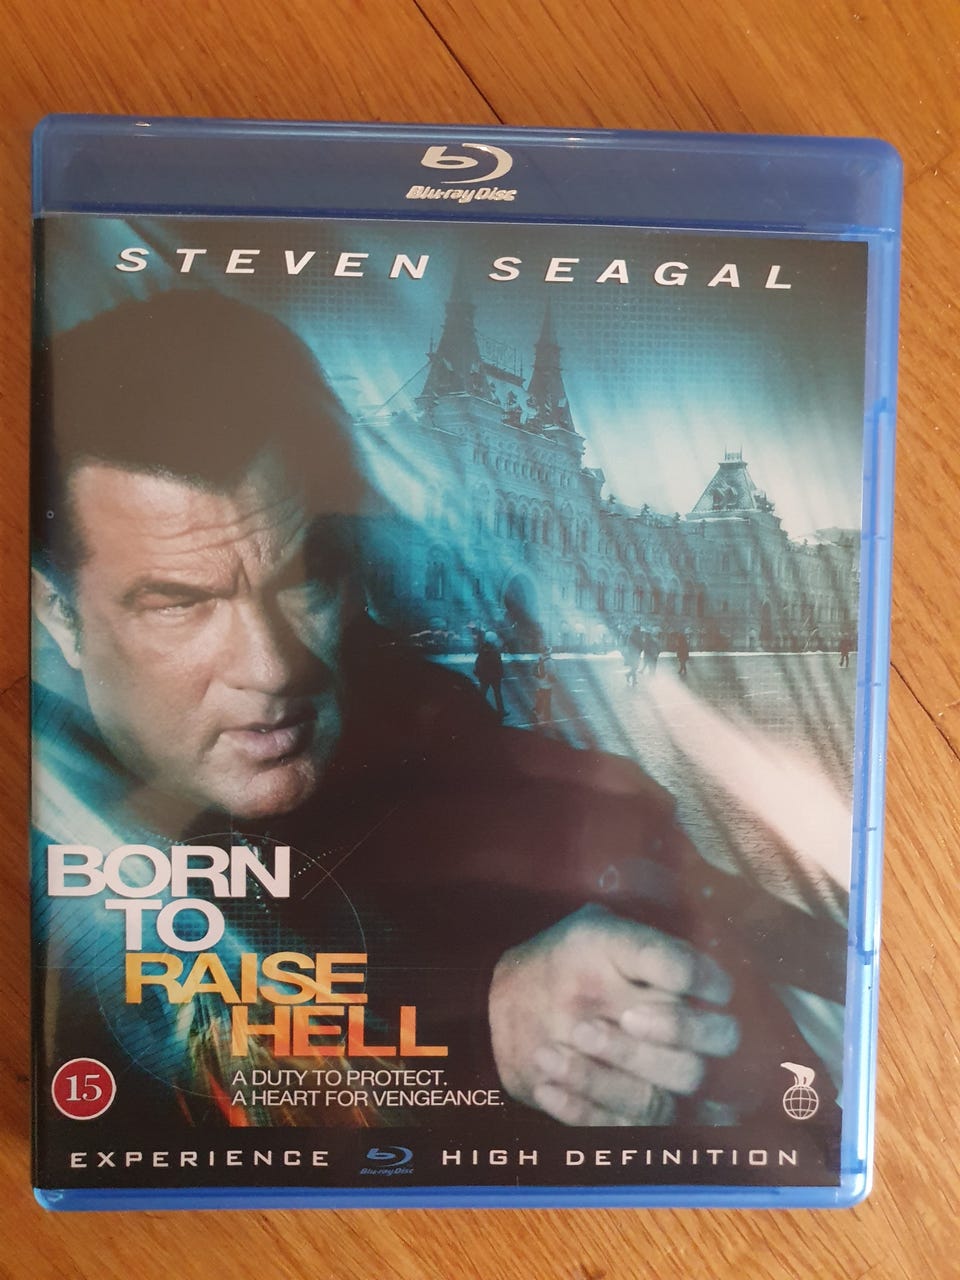 Blu-ray Disc
STEVEN SEAGAL
BORN
TO
RAISE
HELL
A DUTY TO PROTECT.
A HEART FOR VENGEANCE.
15
EXPERIENCE Blu-ray Disc HIGH DEFINITION